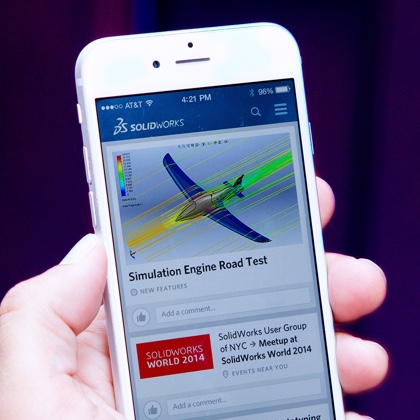 AT&T 4:21 PM 96%
SOLIDWORKS
Simulation Engine Road Test
NEW FEATURES
Add a comment...
SOLIDWORKS
WORLD 2014
SolidWorks User Group
of NYC → Meetup at
SolidWorks World 2014
EVENTS NEAR YOU
Add a comment...